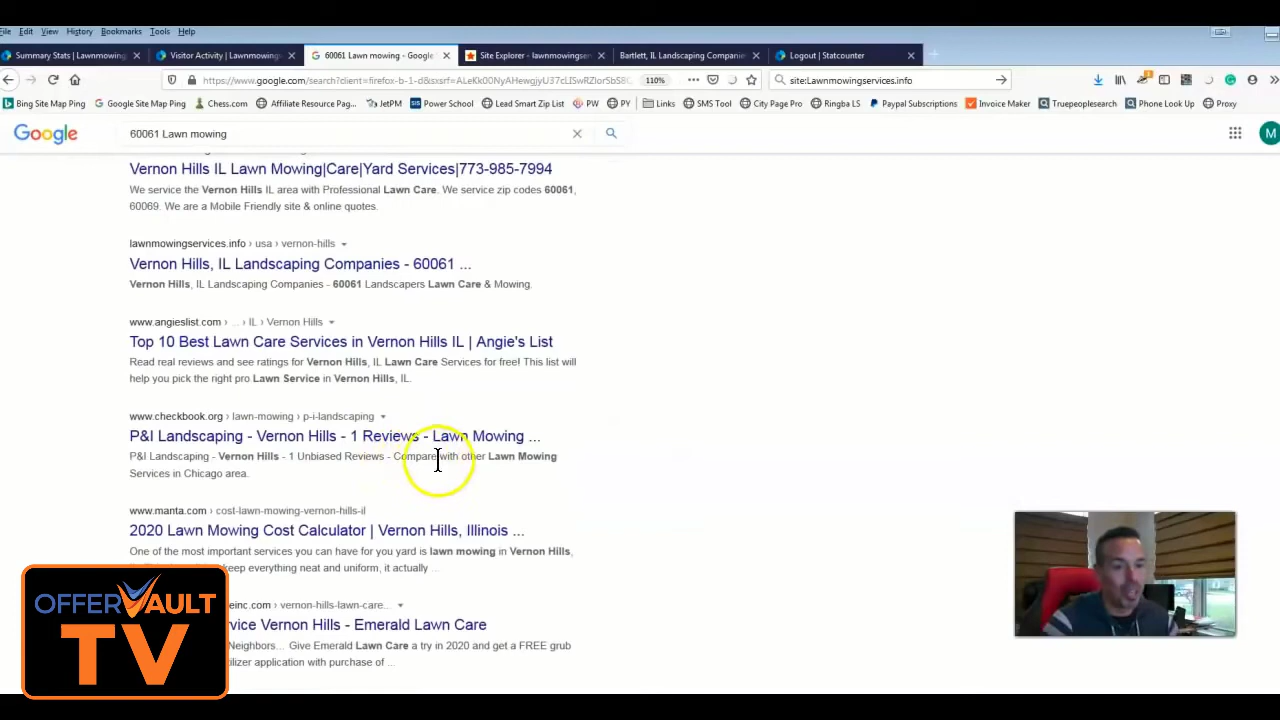 File Edit View History Bookmarks Tools Help
Summary Stats | Lawnmowing Visitor Activity | Lawnmowing 60061 Lawn mowing - Google Site Explorer - lawnmowingser Bartlett, IL Landscaping Companie Logout | Statcounter
110% site:Lawnmowingservices.info
Bing Site Map Ping Google Site Map Ping Chess.com Affiliate Resource Pag... JetPM Power School Lead Smart Zip List PW PY Links SMS Tool City Page Pro Ringba LS Paypal Subscriptions Invoice Maker Truepeoplesearch Phone Look Up Proxy
Google 60061 Lawn mowing M
Vernon Hills IL Lawn Mowing|Care|Yard Services|773-985-7994
We service the Vernon Hills IL area with Professional Lawn Care. We service zip codes 60061,
60069. We are a Mobile Friendly site & online quotes.
lawnmowingservices.info › usa › vernon-hills
Vernon Hills, IL Landscaping Companies - 60061 ...
Vernon Hills, IL Landscaping Companies - 60061 Landscapers Lawn Care & Mowing.
www.angieslist.com › ... › IL › Vernon Hills
Top 10 Best Lawn Care Services in Vernon Hills IL | Angie's List
Read real reviews and see ratings for Vernon Hills, IL Lawn Care Services for free! This list will
help you pick the right pro Lawn Service in Vernon Hills, IL.
www.checkbook.org › lawn-mowing › p-i-landscaping
P&I Landscaping - Vernon Hills - 1 Reviews - Lawn Mowing ...
P&I Landscaping - Vernon Hills - 1 Unbiased Reviews - Compare with other Lawn Mowing
Services in Chicago area.
www.manta.com › cost-lawn-mowing-vernon-hills-il
2020 Lawn Mowing Cost Calculator | Vernon Hills, Illinois ...
One of the most important services you can have for you yard is lawn mowing in Vernon Hills,
keep everything neat and uniform, it actually ...
einc.com › vernon-hills-lawn-care...
vice Vernon Hills - Emerald Lawn Care
Neighbors... Give Emerald Lawn Care a try in 2020 and get a FREE grub
ilizer application with purchase of ...
OFFERVAULT
TV